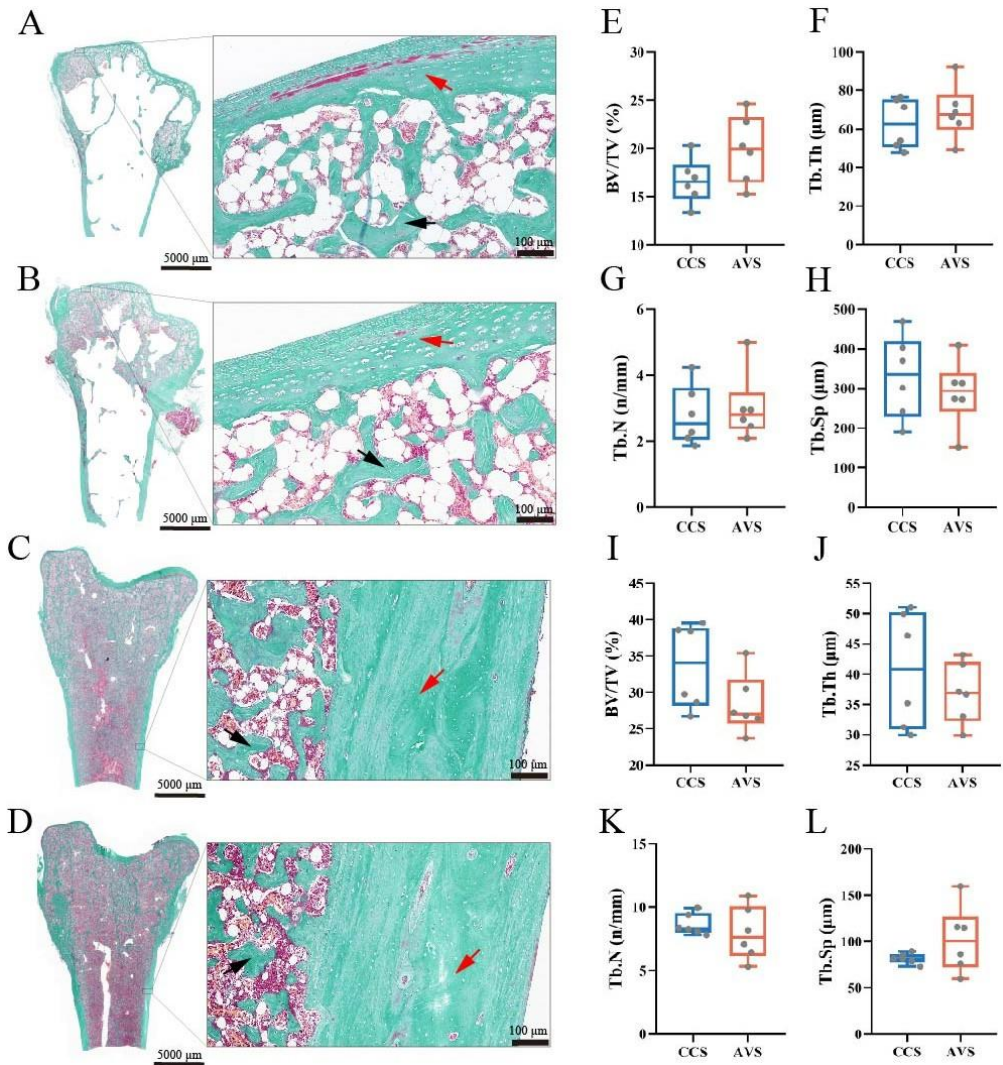 A
5000 μm
100 μm
B
5000 μm
100 μm
C
5000 μm
100 μm
D
5000 μm
100 μm
E
BV/TV (%)
25
20
15
10
CCS AVS
F
Tb.Th (μm)
100
80
60
40
20
0
CCS AVS
G
Tb.N (n/mm)
6
4
2
0
CCS AVS
H
Tb.Sp (μm)
500
400
300
200
100
0
CCS AVS
I
BV/TV (%)
40
35
30
25
20
CCS AVS
J
Tb.Th (μm)
55
50
45
40
35
30
25
CCS AVS
K
Tb.N (n/mm)
15
10
5
0
CCS AVS
L
Tb.Sp (μm)
200
150
100
50
0
CCS AVS